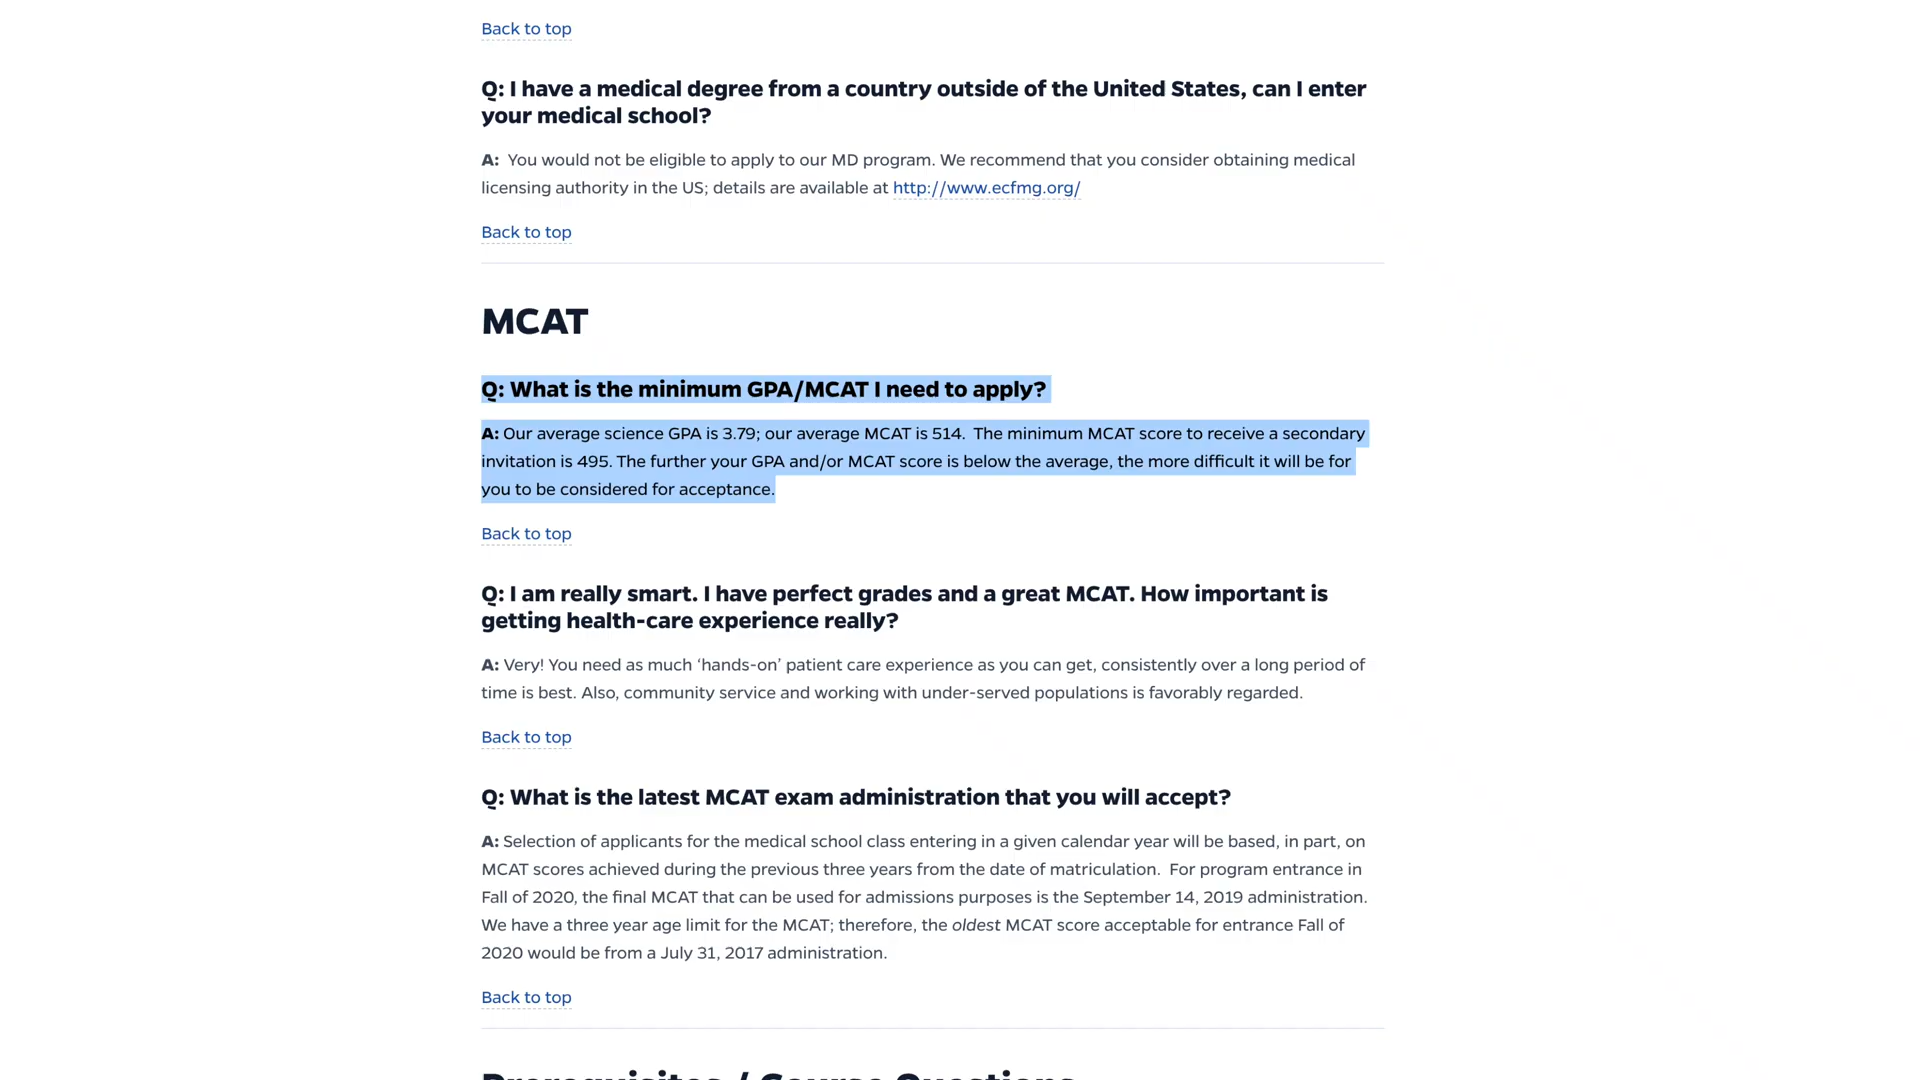 Back to top
Q: I have a medical degree from a country outside of the United States, can I enter
your medical school?
A:  You would not be eligible to apply to our MD program. We recommend that you consider obtaining medical
licensing authority in the US; details are available at http://www.ecfmg.org/
Back to top
MCAT
Q: What is the minimum GPA/MCAT I need to apply?
A: Our average science GPA is 3.79; our average MCAT is 514.  The minimum MCAT score to receive a secondary
invitation is 495. The further your GPA and/or MCAT score is below the average, the more difficult it will be for
you to be considered for acceptance.
Back to top
Q: I am really smart. I have perfect grades and a great MCAT. How important is
getting health-care experience really?
A: Very! You need as much ‘hands-on’ patient care experience as you can get, consistently over a long period of
time is best. Also, community service and working with under-served populations is favorably regarded.
Back to top
Q: What is the latest MCAT exam administration that you will accept?
A: Selection of applicants for the medical school class entering in a given calendar year will be based, in part, on
MCAT scores achieved during the previous three years from the date of matriculation.  For program entrance in
Fall of 2020, the final MCAT that can be used for admissions purposes is the September 14, 2019 administration.
We have a three year age limit for the MCAT; therefore, the oldest MCAT score acceptable for entrance Fall of
2020 would be from a July 31, 2017 administration.
Back to top
Prerequisites / Course Questions